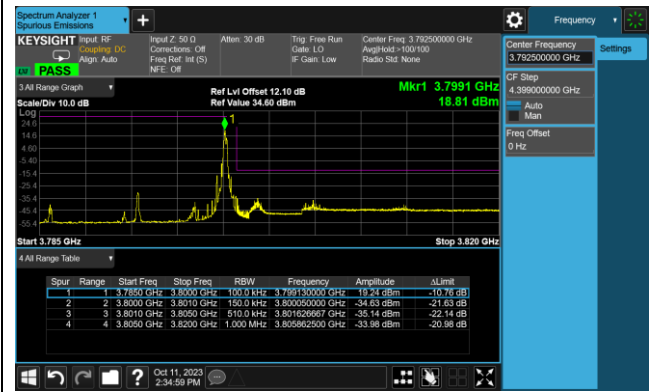 Spectrum Analyzer 1
Spurious Emissions
Frequency
KEYSIGHT Input: RF Input Z: 50 Ω Atten: 30 dB Trig: Free Run Center Freq: 3.792500000 GHz
Coupling: DC Corrections: Off Gate: LO Avg|Hold:>100/100
Align: Auto Freq Ref: Int (S) IF Gain: Low Radio Std: None
NFE: Off
PASS
Center Frequency
3.792500000 GHz
Settings
CF Step
4.399000000 GHz
Auto
Man
Freq Offset
0 Hz
3 All Range Graph
Ref Lvl Offset 12.10 dB Mkr1 3.7991 GHz
Scale/Div 10.0 dB Ref Value 34.60 dBm 18.81 dBm
Log
24.6
14.6
4.60
-5.40
-15.4
-25.4
-35.4
-45.4
-55.4
1
Start 3.785 GHz Stop 3.820 GHz
4 All Range Table
Spur Range Start Freq Stop Freq RBW Frequency Amplitude ΔLimit
1 1 3.7850 GHz 3.8000 GHz 100.0 kHz 3.799130000 GHz 19.24 dBm -10.76 dB
2 2 3.8000 GHz 3.8010 GHz 150.0 kHz 3.800050000 GHz -34.63 dBm -21.63 dB
3 3 3.8010 GHz 3.8050 GHz 510.0 kHz 3.801626667 GHz -35.14 dBm -22.14 dB
4 4 3.8050 GHz 3.8200 GHz 1.000 MHz 3.805862500 GHz -33.98 dBm -20.98 dB
Oct 11, 2023
2:34:59 PM